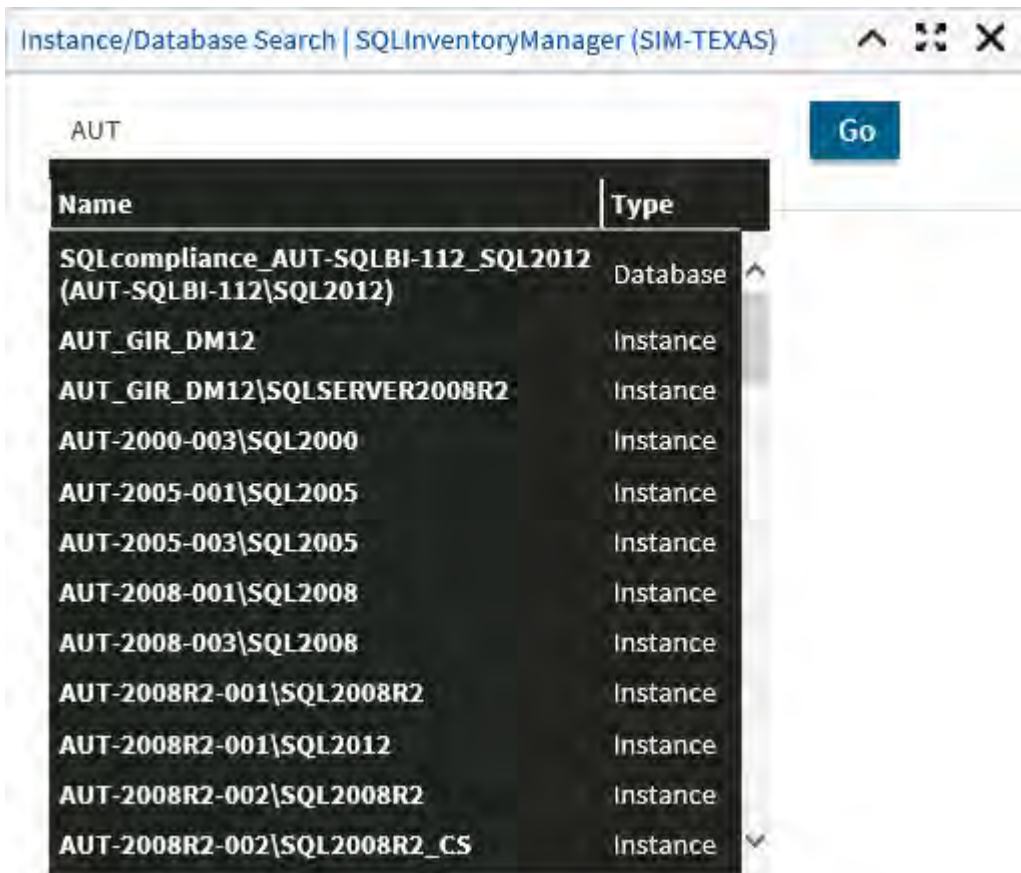 Instance/Database Search | SQLInventoryManager (SIM-TEXAS)
AUT
Go
Name Type
SQLcompliance_AUT-SQLBI-112_SQL2012
(AUT-SQLBI-112\SQL2012) Database
AUT_GIR_DM12 Instance
AUT_GIR_DM12\SQLSERVER2008R2 Instance
AUT-2000-003\SQL2000 Instance
AUT-2005-001\SQL2005 Instance
AUT-2005-003\SQL2005 Instance
AUT-2008-001\SQL2008 Instance
AUT-2008-003\SQL2008 Instance
AUT-2008R2-001\SQL2008R2 Instance
AUT-2008R2-001\SQL2012 Instance
AUT-2008R2-002\SQL2008R2 Instance
AUT-2008R2-002\SQL2008R2_CS Instance